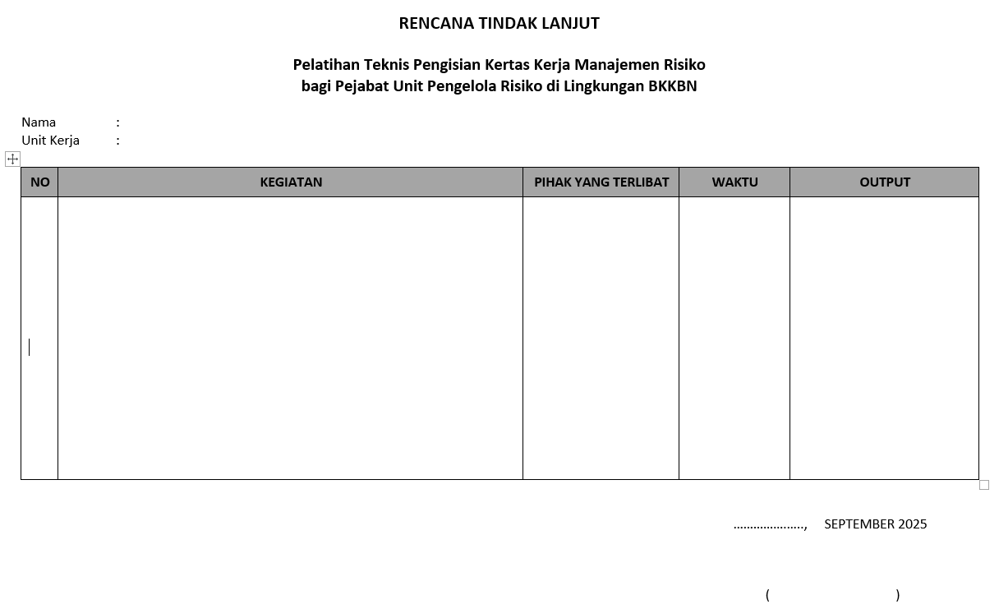 RENCANA TINDAK LANJUT
Pelatihan Teknis Pengisian Kertas Kerja Manajemen Risiko
bagi Pejabat Unit Pengelola Risiko di Lingkungan BKKBN
Nama :
Unit Kerja :
NO KEGIATAN PIHAK YANG TERLIBAT WAKTU OUTPUT
....................., SEPTEMBER 2025
( )